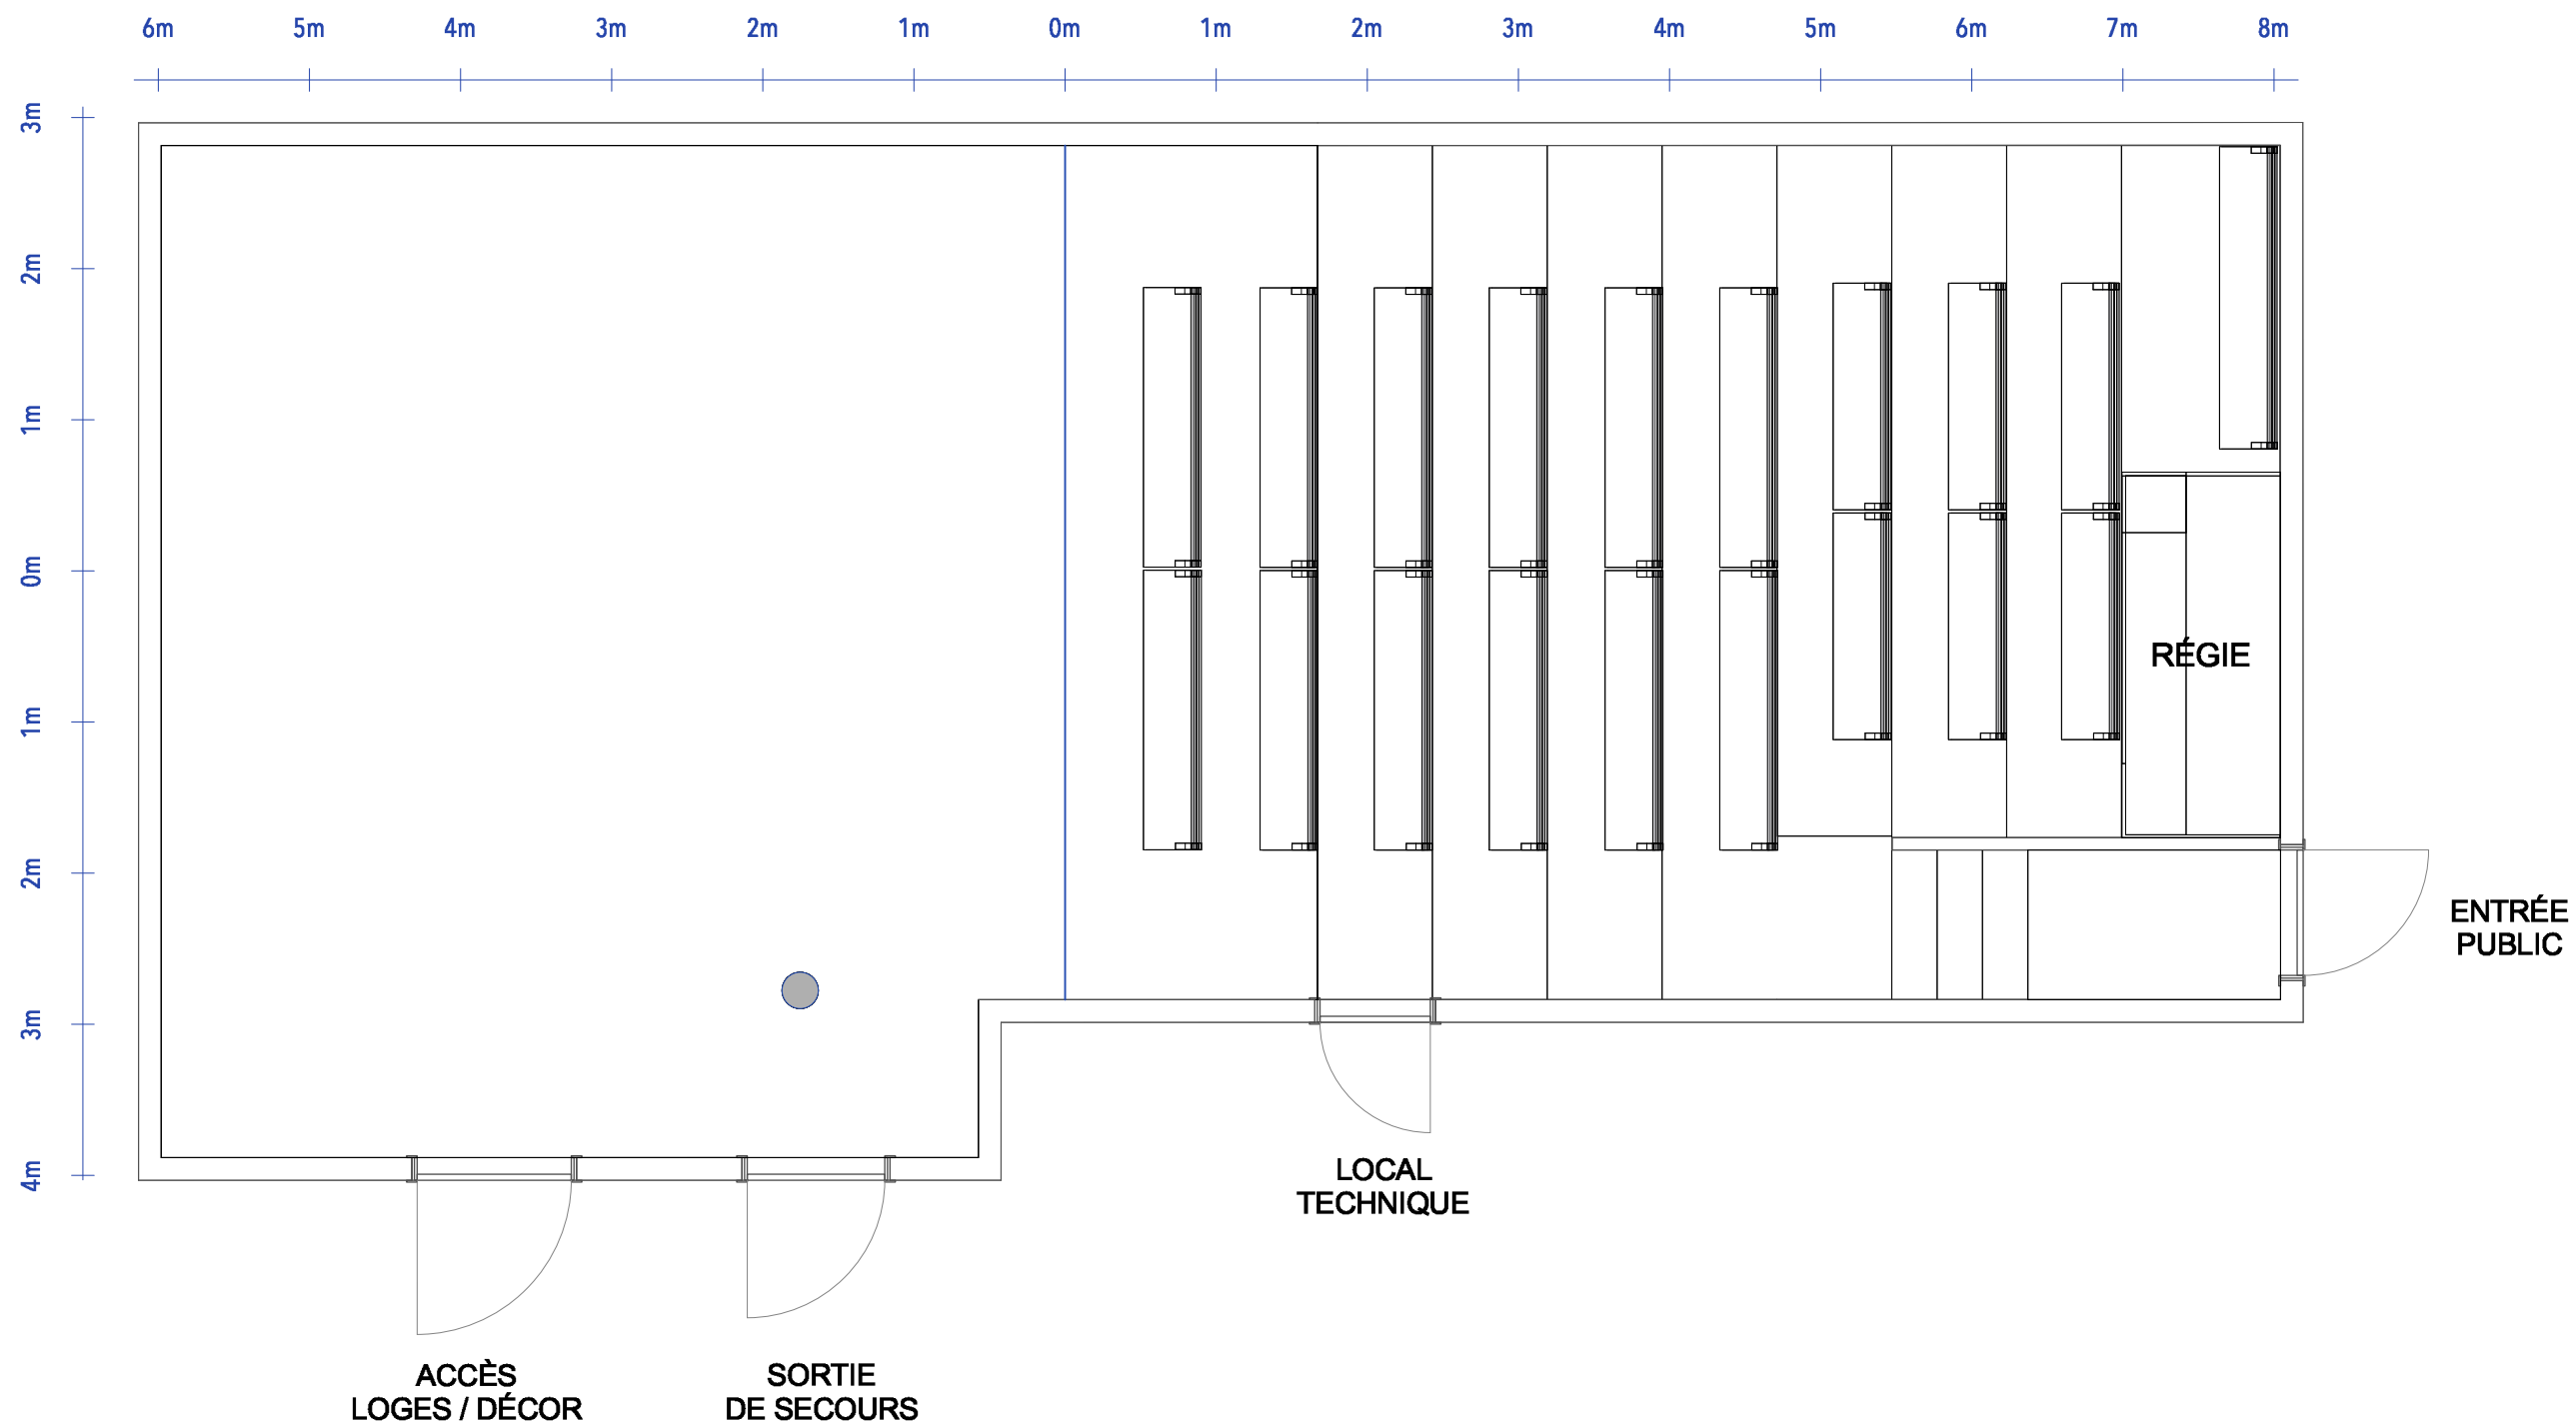 6m 5m 4m 3m 2m 1m 0m 1m 2m 3m 4m 5m 6m 7m 8m
3m
2m
1m
0m
1m
2m
3m
4m
RÉGIE
ENTRÉE
PUBLIC
LOCAL
TECHNIQUE
ACCÈS
LOGES / DÉCOR
SORTIE
DE SECOURS